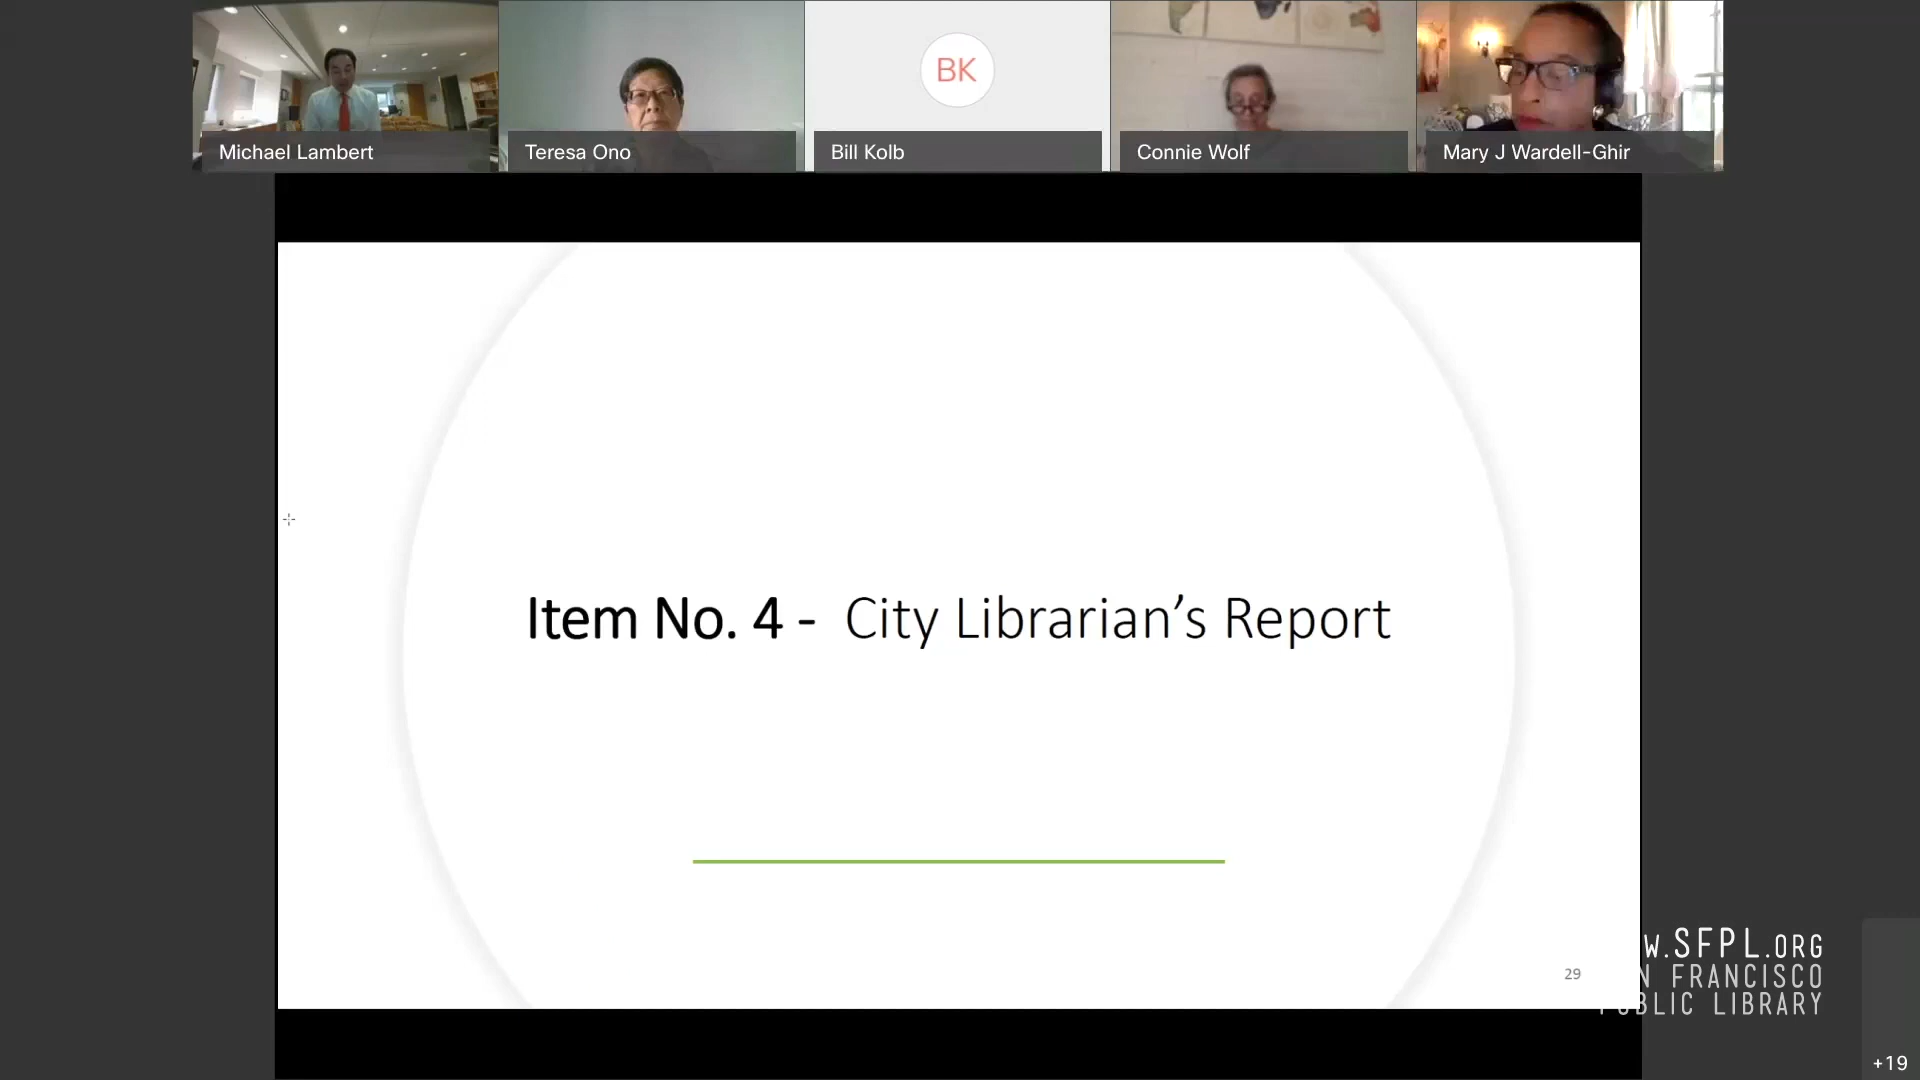 Michael Lambert
Teresa Ono
BK
Bill Kolb
Connie Wolf
Mary J Wardell-Ghir
Item No. 4 - City Librarian's Report
29
W.SFPL.ORG
N FRANCISCO
PUBLIC LIBRARY
+19